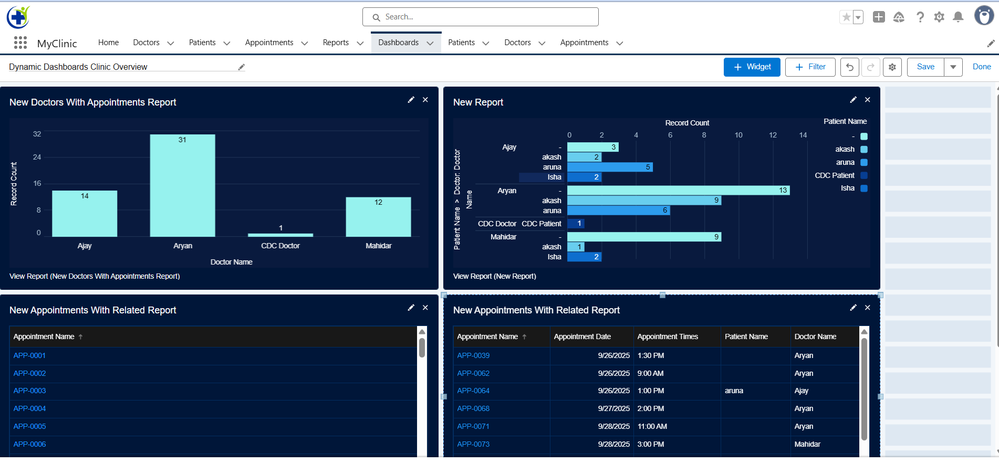 Search...
MyClinic
Home Doctors Patients Appointments Reports Dashboards Patients Doctors Appointments
Dynamic Dashboards Clinic Overview
Widget Filter Save Done
New Doctors With Appointments Report
Record Count
32
24
16
8
0
14 31 1 12
Ajay Aryan CDC Doctor Mahidar
Doctor Name
View Report (New Doctors With Appointments Report)
New Report
Record Count
0 2 4 6 8 10 12 14
Patient Name > Doctor: Doctor
Name
Ajay - 3
akash 2
aruna 5
Isha 2
Aryan - 13
akash 9
aruna 6
CDC Doctor CDC Patient 1
Mahidar - 9
akash 1
Isha 2
Patient Name
-
akash
aruna
CDC Patient
Isha
View Report (New Report)
New Appointments With Related Report
Appointment Name ↑
APP-0001
APP-0002
APP-0003
APP-0004
APP-0005
APP-0006
New Appointments With Related Report
Appointment Name ↑ Appointment Date Appointment Times Patient Name Doctor Name
APP-0039 9/26/2025 1:30 PM Aryan
APP-0062 9/26/2025 9:00 AM Aryan
APP-0064 9/26/2025 1:00 PM aruna Ajay
APP-0068 9/27/2025 2:00 PM Aryan
APP-0071 9/28/2025 11:00 AM Aryan
APP-0073 9/28/2025 3:00 PM Mahidar